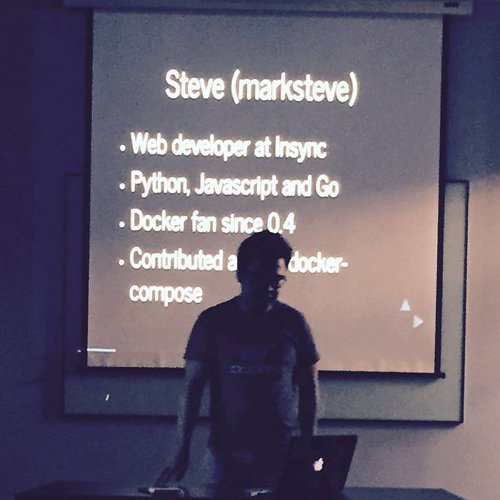 Steve (marksteve)
• Web developer at Insync
• Python, Javascript and Go
• Docker fan since 0.4
• Contributed docker-
compose